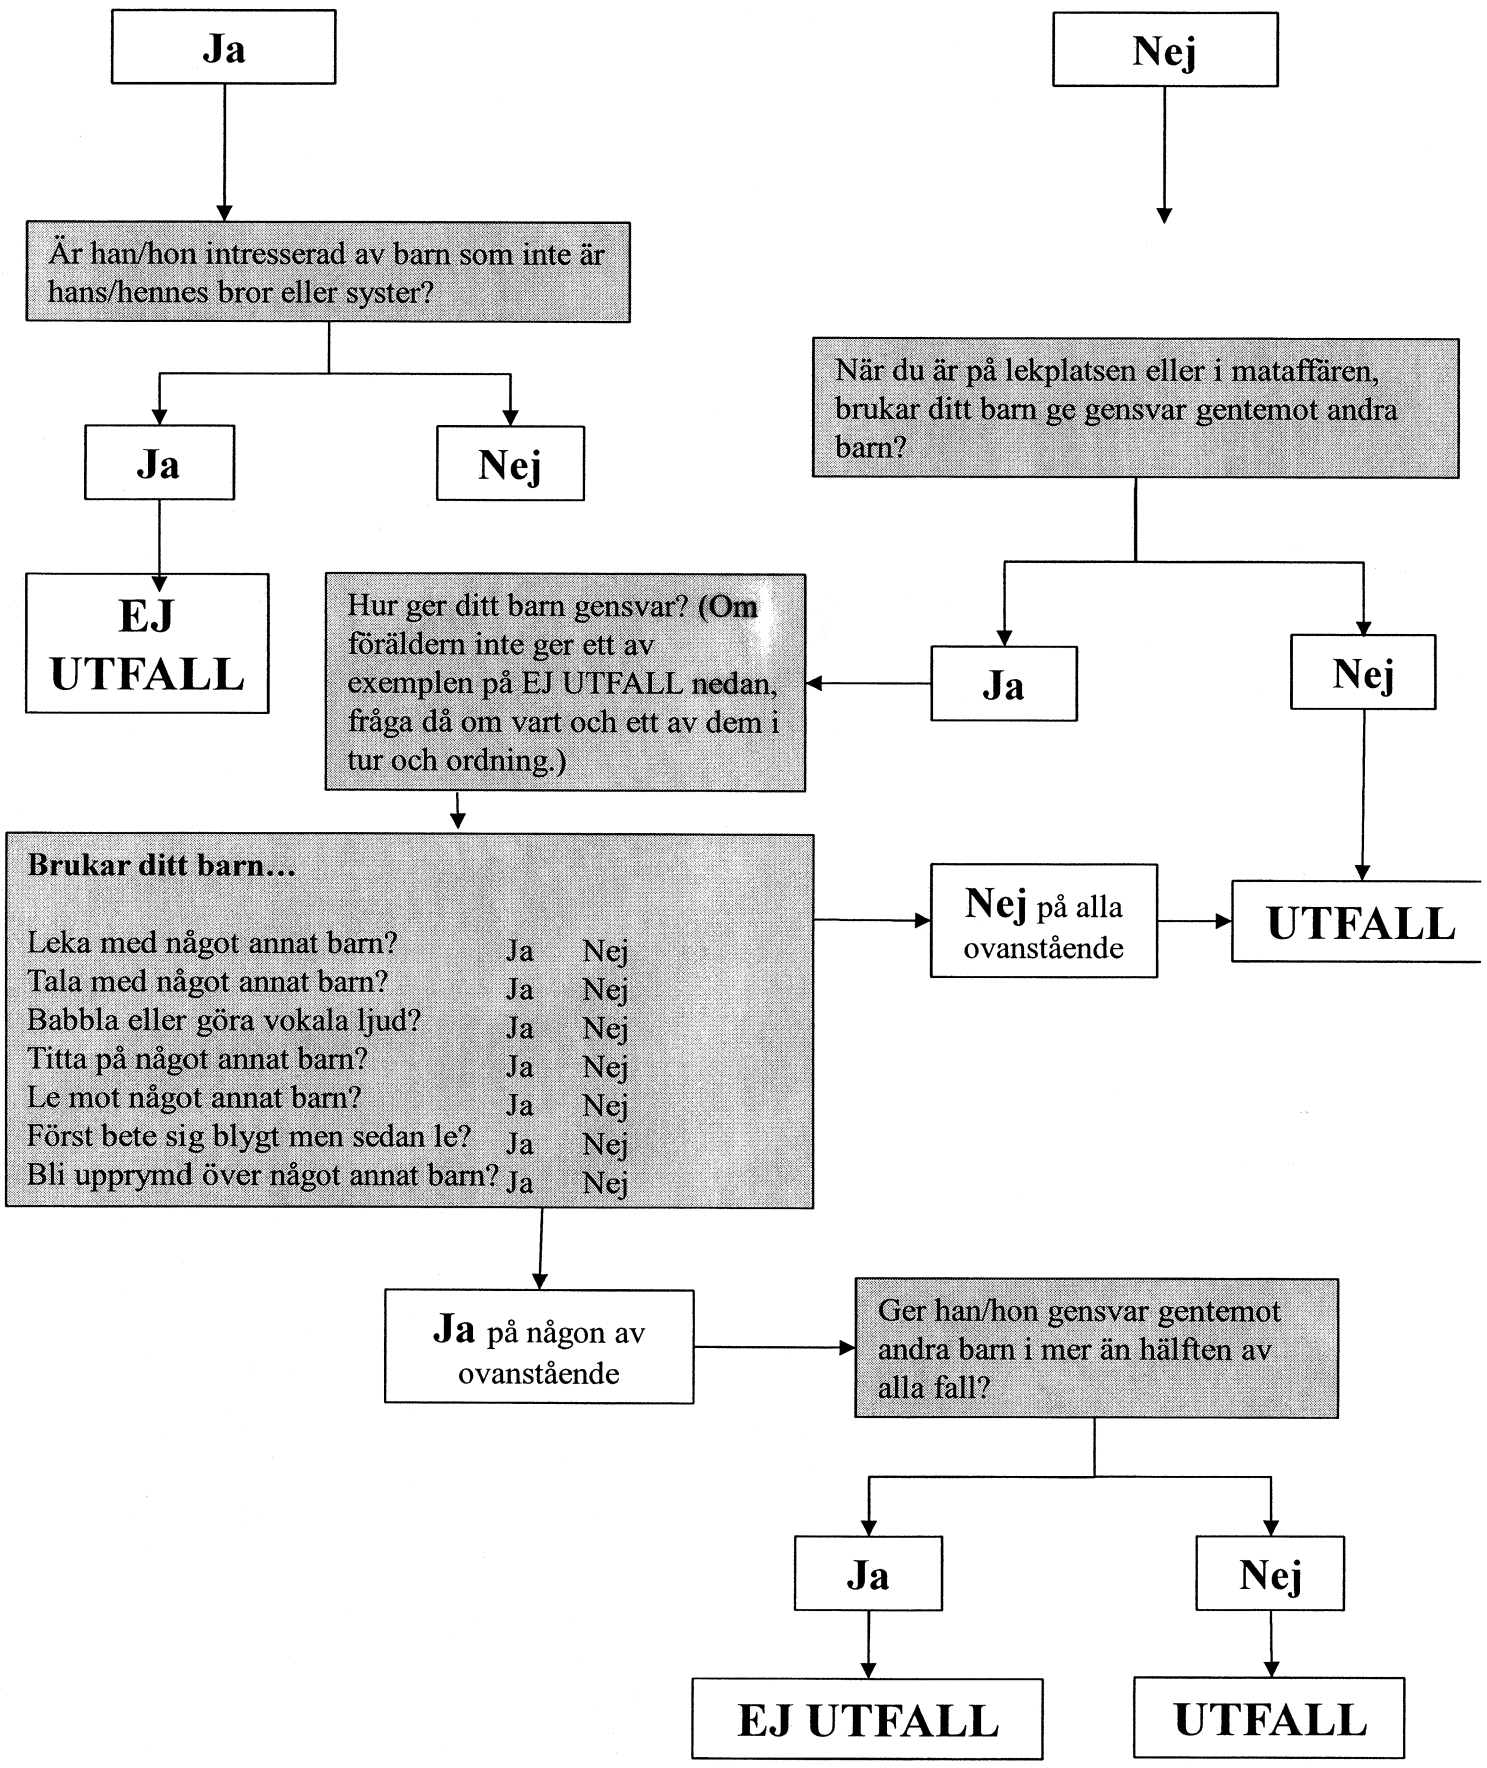 Ja
Nej
Är han/hon intresserad av barn som inte är
hans/hennes bror eller syster?
När du är på lekplatsen eller i mataffären,
brukar ditt barn ge gensvar gentemot andra
barn?
Ja
Nej
EJ
UTFALL
Hur ger ditt barn gensvar? (Om
föräldern inte ger ett av
exemplen på EJ UTFALL nedan,
fråga då om vart och ett av dem i
tur och ordning.)
Ja
Nej
Brukar ditt barn…
Leka med något annat barn? Ja Nej
Tala med något annat barn? Ja Nej
Babbla eller göra vokala ljud? Ja Nej
Titta på något annat barn? Ja Nej
Le mot något annat barn? Ja Nej
Först bete sig blygt men sedan le? Ja Nej
Bli upprymd över något annat barn? Ja Nej
Nej på alla
ovanstående
UTFALL
Ja på någon av
ovanstående
Ger han/hon gensvar gentemot
andra barn i mer än hälften av
alla fall?
Ja
Nej
EJ UTFALL
UTFALL